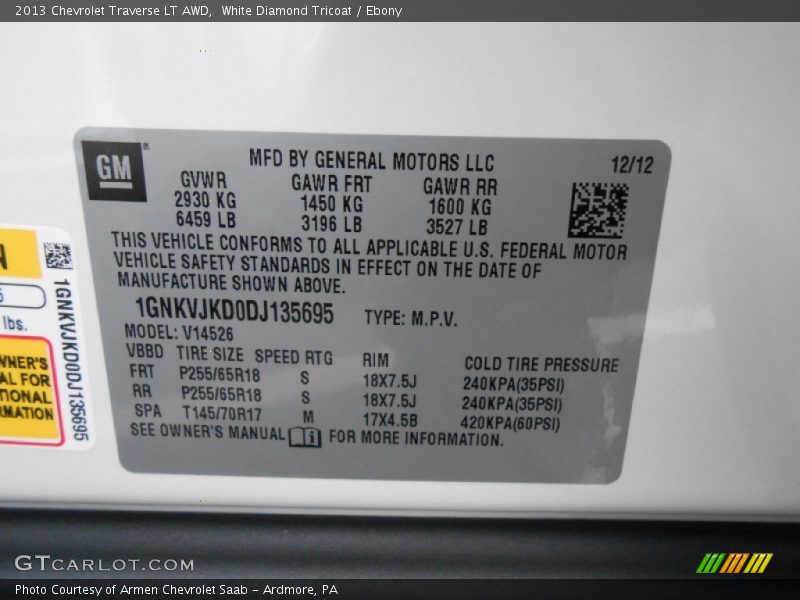 2013 Chevrolet Traverse LT AWD,  White Diamond Tricoat / Ebony
GM®
MFD BY GENERAL MOTORS LLC 12/12
GVWR GAWR FRT GAWR RR
2930 KG 1450 KG 1600 KG
6459 LB 3196 LB 3527 LB
THIS VEHICLE CONFORMS TO ALL APPLICABLE U.S. FEDERAL MOTOR
VEHICLE SAFETY STANDARDS IN EFFECT ON THE DATE OF
MANUFACTURE SHOWN ABOVE.
1GNKVJKD0DJ135695 TYPE: M.P.V.
MODEL: V14526
VBBD TIRE SIZE SPEED RTG RIM COLD TIRE PRESSURE
FRT P255/65R18 S 18X7.5J 240KPA(35PSI)
RR P255/65R18 S 18X7.5J 240KPA(35PSI)
SPA T145/70R17 M 17X4.5B 420KPA(60PSI)
SEE OWNER'S MANUAL i FOR MORE INFORMATION.
lbs.
1GNKVJKD0DJ135695
GTCARLOT.COM
Photo Courtesy of Armen Chevrolet Saab - Ardmore, PA